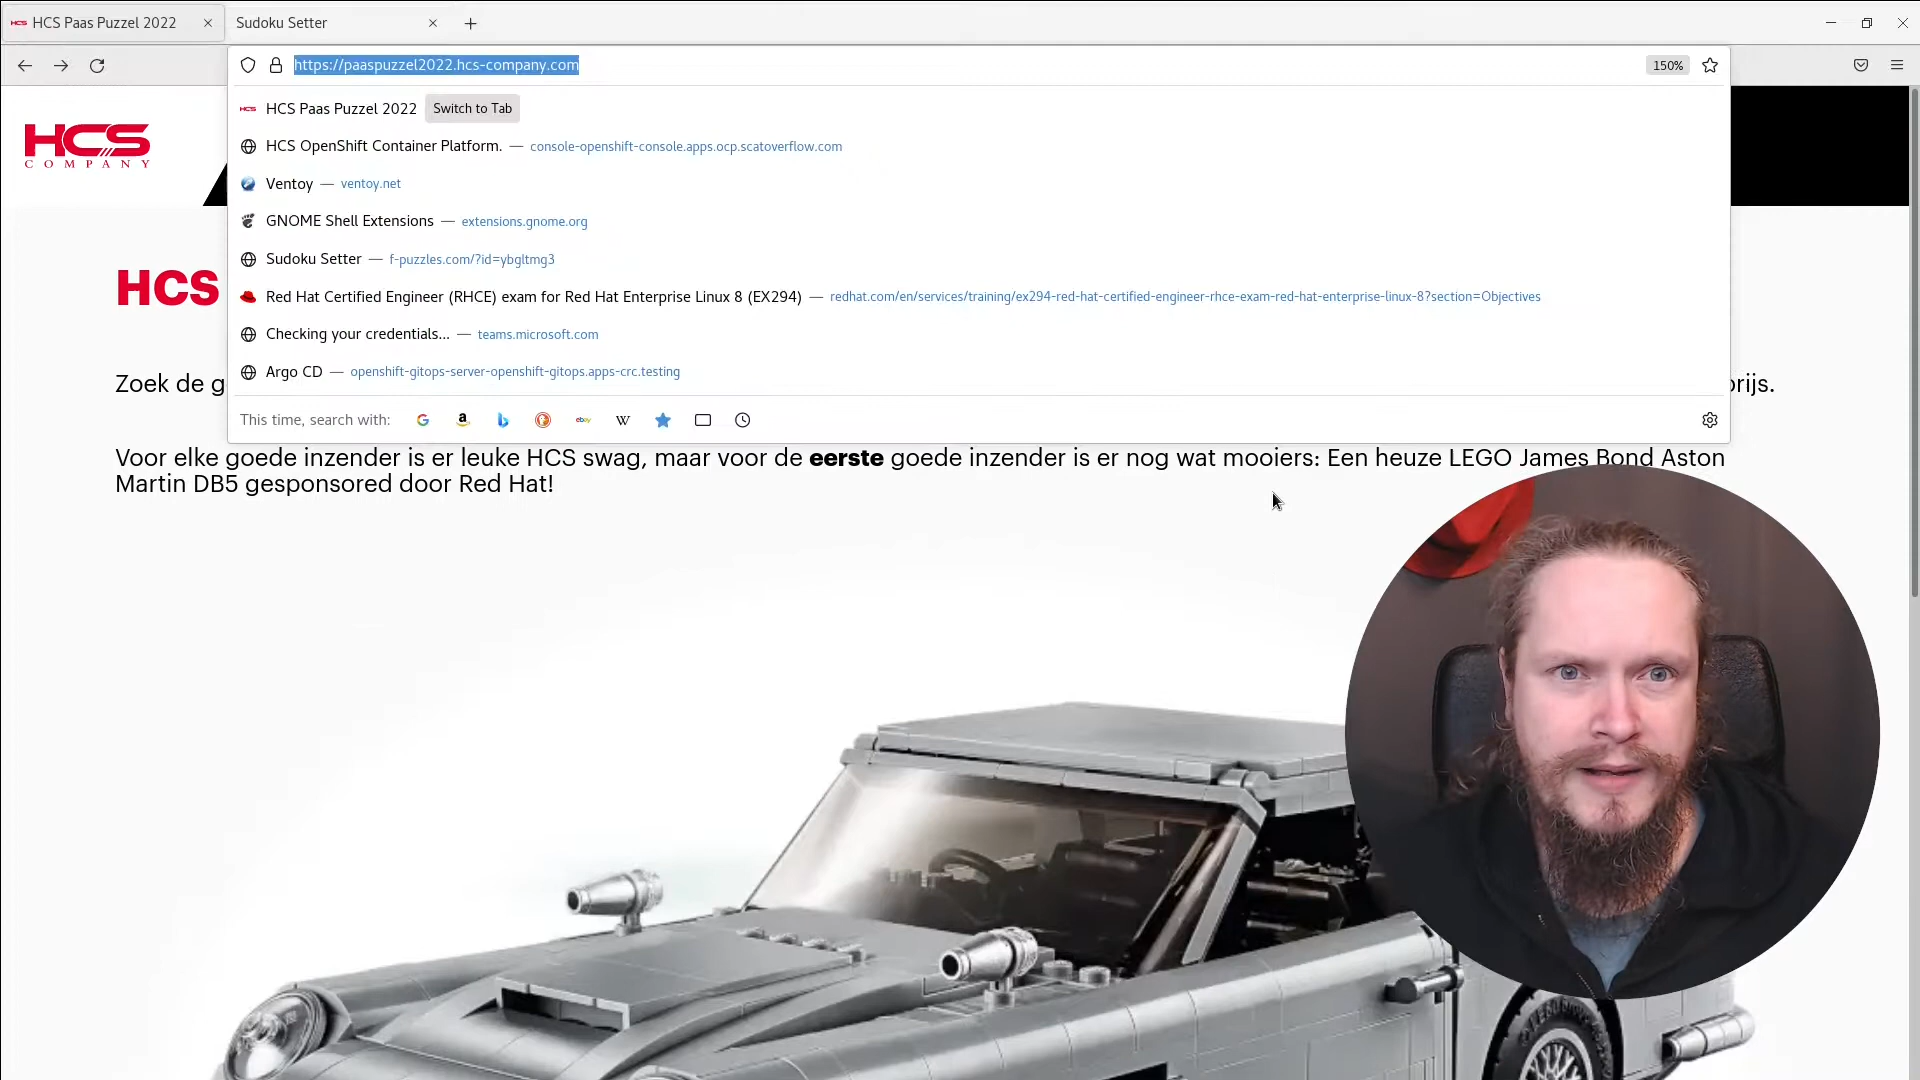 HCS Paas Puzzel 2022
Sudoku Setter
https://paaspuzzel2022.hcs-company.com
150%
HCS Paas Puzzel 2022 Switch to Tab
HCS OpenShift Container Platform. — console-openshift-console.apps.ocp.scatoverflow.com
Ventoy — ventoy.net
GNOME Shell Extensions — extensions.gnome.org
Sudoku Setter — f-puzzles.com/?id=ybgltmg3
Red Hat Certified Engineer (RHCE) exam for Red Hat Enterprise Linux 8 (EX294) — redhat.com/en/services/training/ex294-red-hat-certified-engineer-rhce-exam-red-hat-enterprise-linux-8?section=Objectives
Checking your credentials... — teams.microsoft.com
Argo CD — openshift-gitops-server-openshift-gitops.apps-crc.testing
This time, search with:
HCS
COMPANY
HCS
Zoek de g
rijs.
Voor elke goede inzender is er leuke HCS swag, maar voor de eerste goede inzender is er nog wat mooiers: Een heuze LEGO James Bond Aston
Martin DB5 gesponsored door Red Hat!